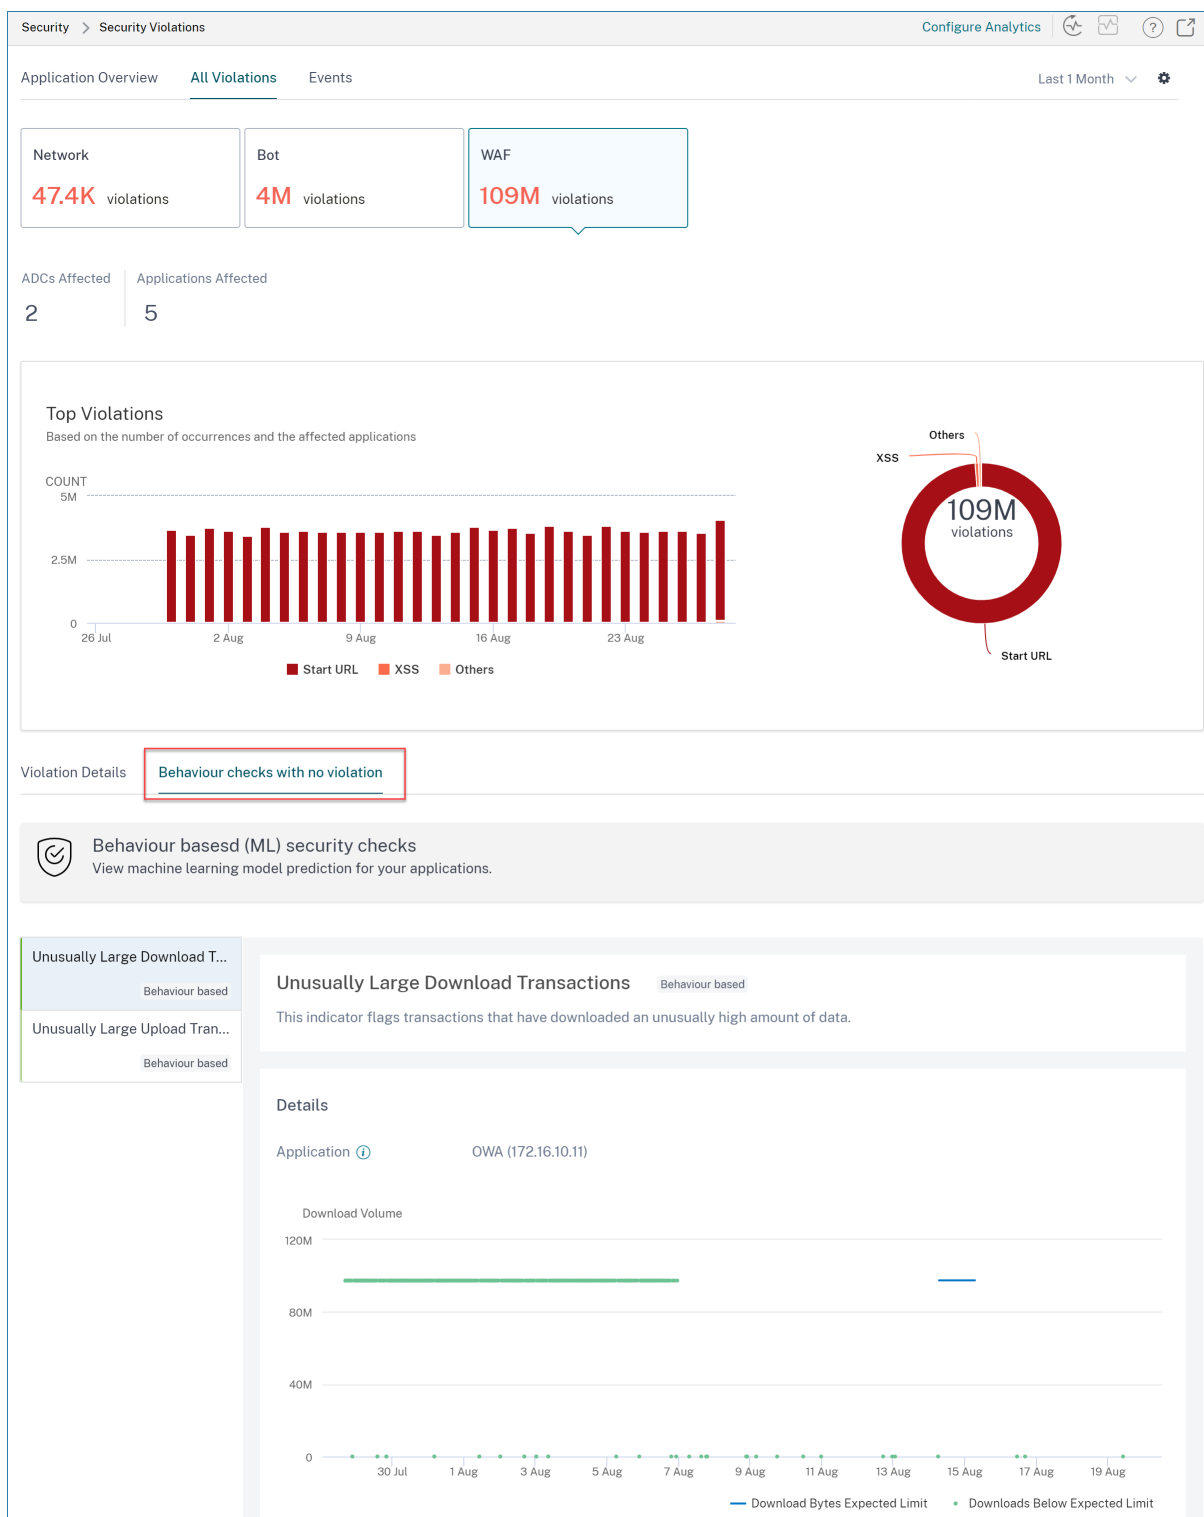 Security > Security Violations
Configure Analytics
Application Overview
All Violations
Events
Last 1 Month
Network
47.4K violations
Bot
4M violations
WAF
109M violations
ADCs Affected
2
Applications Affected
5
Top Violations
Based on the number of occurrences and the affected applications
COUNT
5M
2.5M
0
26 Jul
2 Aug
9 Aug
16 Aug
23 Aug
Start URL
XSS
Others
Others
XSS
109M
violations
Start URL
Violation Details
Behaviour checks with no violation
Behaviour basesd (ML) security checks
View machine learning model prediction for your applications.
Unusually Large Download T...
Behaviour based
Unusually Large Upload Tran...
Behaviour based
Unusually Large Download Transactions
Behaviour based
This indicator flags transactions that have downloaded an unusually high amount of data.
Details
Application
OWA (172.16.10.11)
Download Volume
120M
80M
40M
0
30 Jul
1 Aug
3 Aug
5 Aug
7 Aug
9 Aug
11 Aug
13 Aug
15 Aug
17 Aug
19 Aug
Download Bytes Expected Limit
Downloads Below Expected Limit